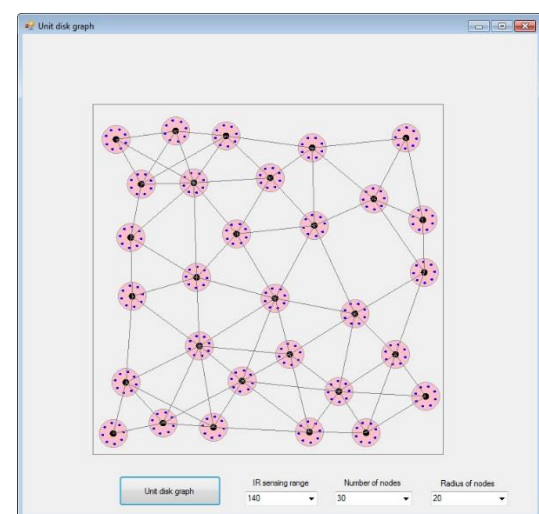 Unit disk graph
IR sensing range
Number of nodes
Radius of nodes
Unit disk graph
140
30
20